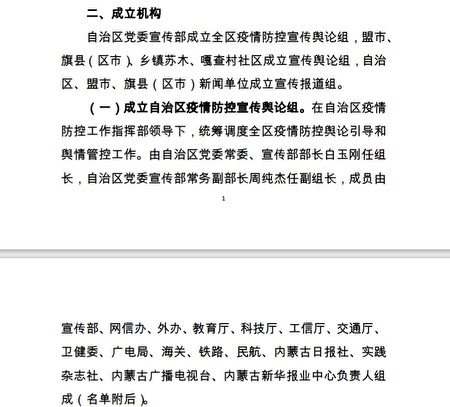 二、成立机构
自治区党委宣传部成立全区疫情防控宣传舆论组，盟市、
旗县（区市）、乡镇苏木、嘎查村社区成立宣传舆论组，自治
区、盟市、旗县（区市）新闻单位成立宣传报道组。
（一）成立自治区疫情防控宣传舆论组。在自治区疫情
防控工作指挥部领导下，统筹调度全区疫情防控舆论引导和
舆情管控工作。由自治区党委常委、宣传部部长白玉刚任组
长，自治区党委宣传部常务副部长周纯杰任副组长，成员由
1
宣传部、网信办、外办、教育厅、科技厅、工信厅、交通厅、
卫健委、广电局、海关、铁路、民航、内蒙古日报社、实践
杂志社、内蒙古广播电视台、内蒙古新华报业中心负责人组
成（名单附后）。